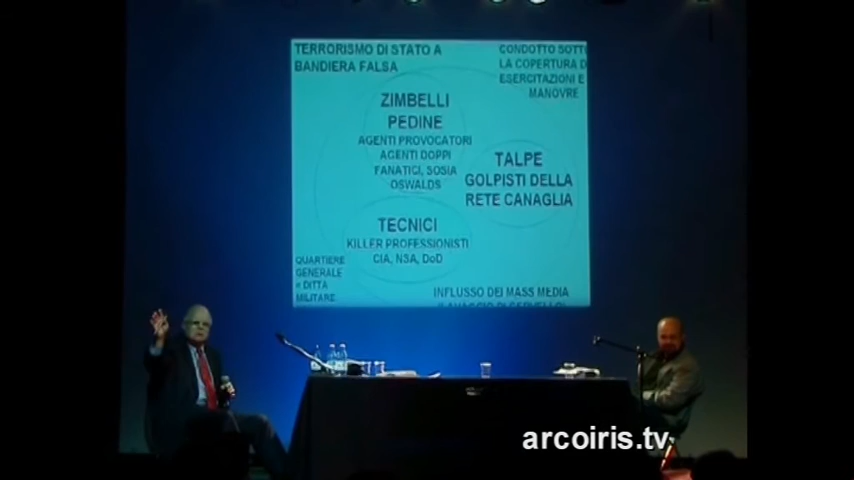 TERRORISMO DI STATO A
BANDIERA FALSA
CONDOTTO SOTTO
LA COPERTURA D
ESERCITAZIONI E
MANOVRE
ZIMBELLI
PEDINE
AGENTI PROVOCATORI
AGENTI DOPPI
FANATICI, SOSIA
OSWALDS
TALPE
GOLPISTI DELLA
RETE CANAGLIA
TECNICI
KILLER PROFESSIONISTI
CIA, NSA, DoD
QUARTIERE
GENERALE
e DITTA
MILITARE
INFLUSSO DEI MASS MEDIA
arcoiris.tv